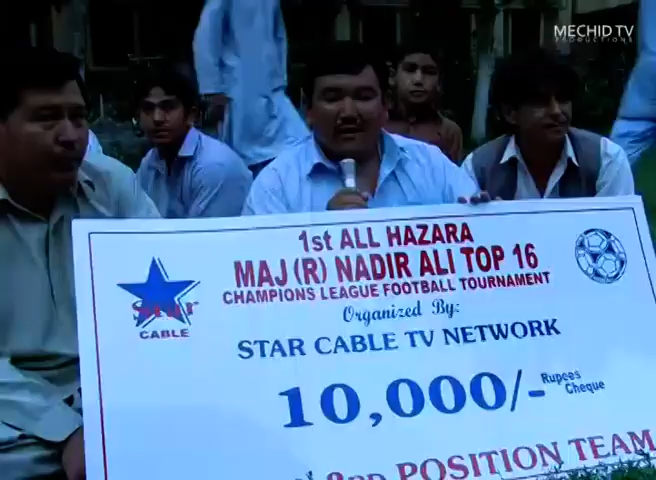 MECHID TV
PRODUCTIONS
1st ALL HAZARA
MAJ (R) NADIR ALI TOP 16
CHAMPIONS LEAGUE FOOTBALL TOURNAMENT
Organized By:
STAR CABLE TV NETWORK
Star
CABLE
10,000/-
Rupees
Cheque
POSITION TEAM